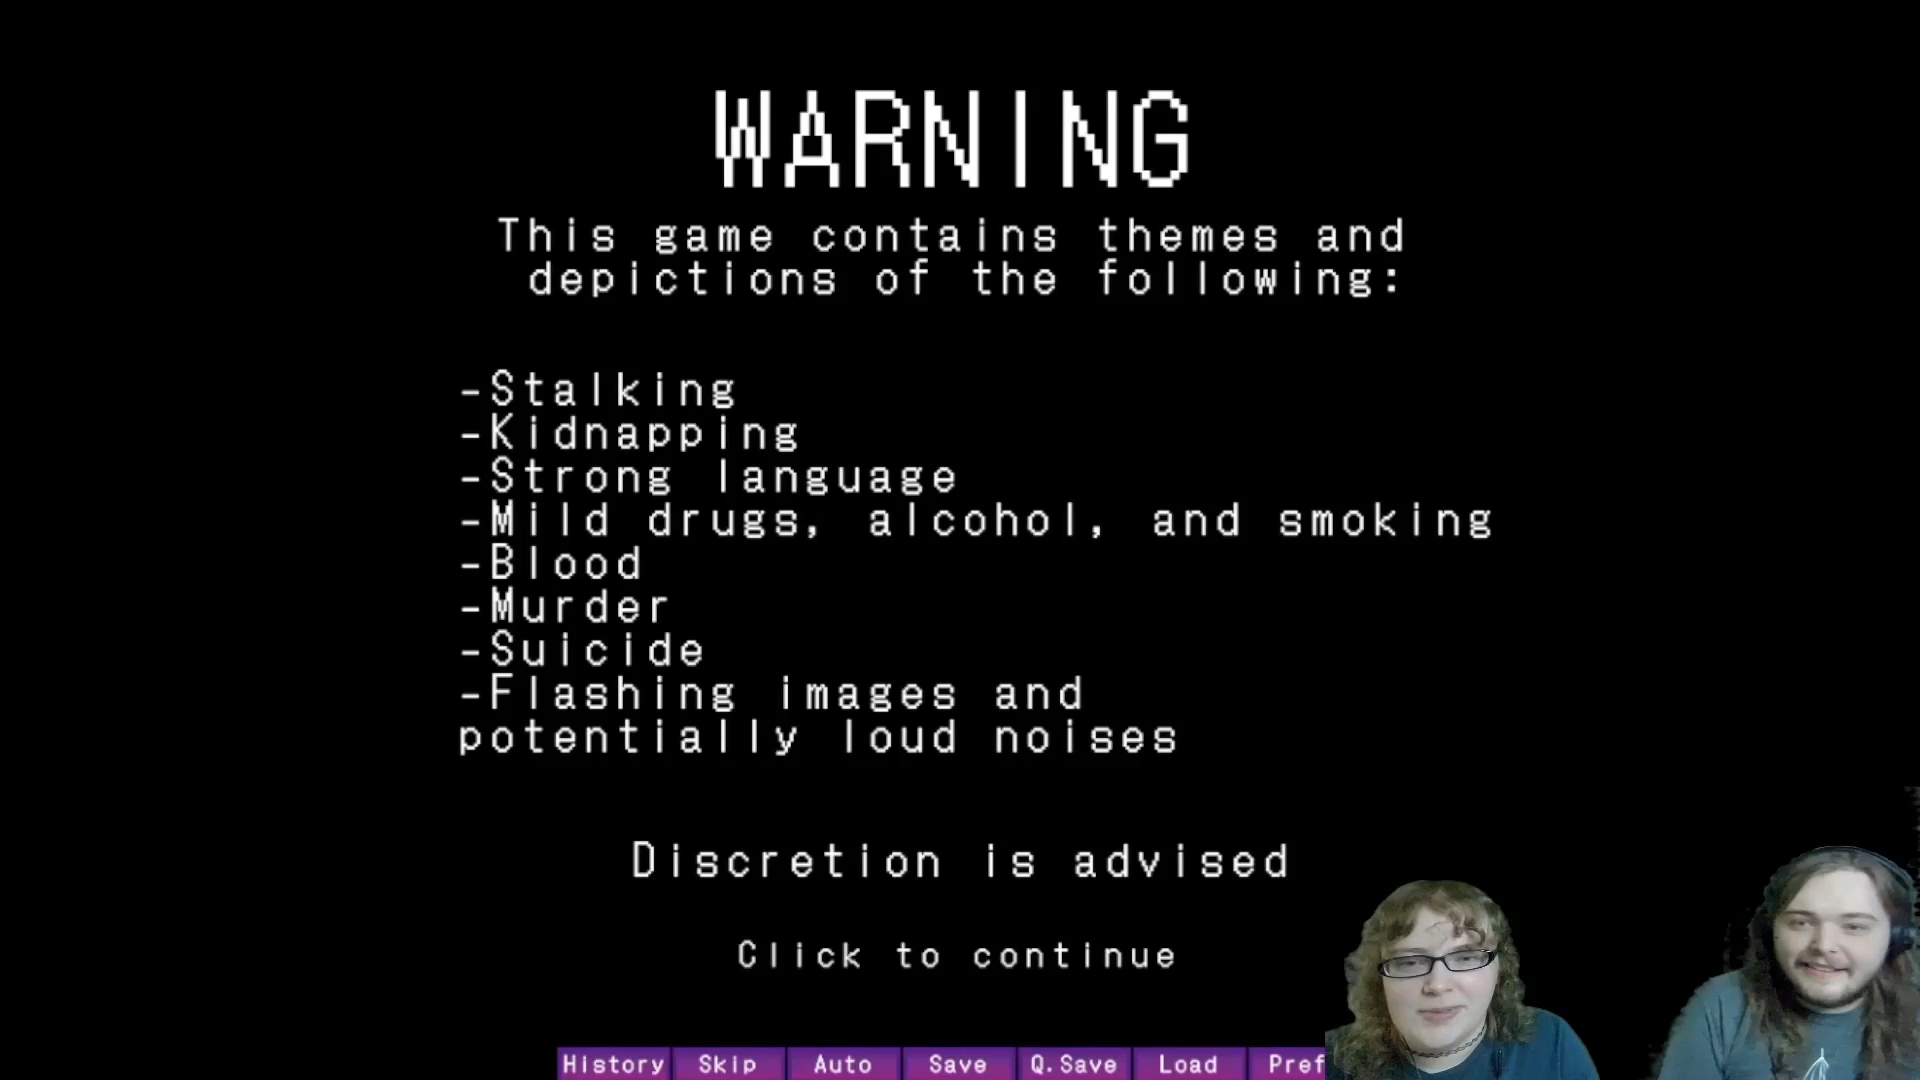 WARNING
This game contains themes and
depictions of the following:
-Stalking
-Kidnapping
-Strong language
-Mild drugs, alcohol, and smoking
-Blood
-Murder
-Suicide
-Flashing images and
potentially loud noises
Discretion is advised
Click to continue
History Skip Auto Save Q.Save Load Pref